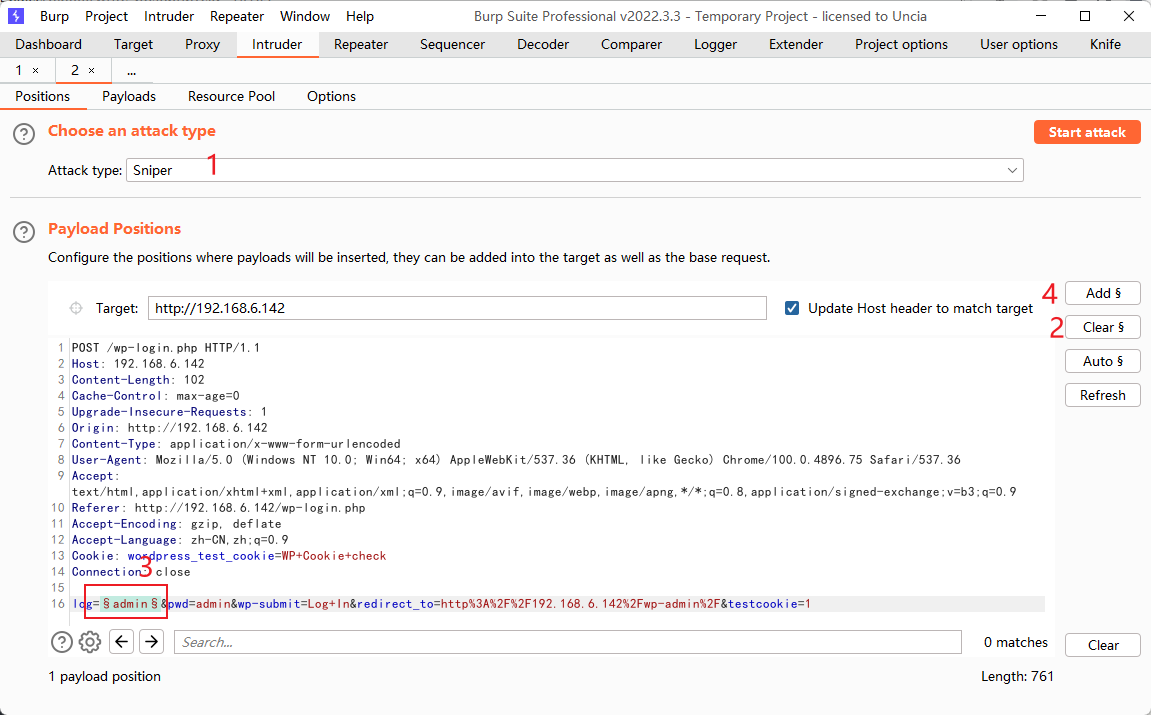 Burp Project Intruder Repeater Window Help Burp Suite Professional v2022.3.3 - Temporary Project - licensed to Uncia
Dashboard Target Proxy Intruder Repeater Sequencer Decoder Comparer Logger Extender Project options User options Knife
1 × 2 × ...
Positions Payloads Resource Pool Options
? Choose an attack type Start attack
Attack type: Sniper 1
? Payload Positions
Configure the positions where payloads will be inserted, they can be added into the target as well as the base request.
4 Add §
Target: http://192.168.6.142 Update Host header to match target
2 Clear §
1 POST /wp-login.php HTTP/1.1
2 Host: 192.168.6.142
Auto §
3 Content-Length: 102
4 Cache-Control: max-age=0
Refresh
5 Upgrade-Insecure-Requests: 1
6 Origin: http://192.168.6.142
7 Content-Type: application/x-www-form-urlencoded
8 User-Agent: Mozilla/5.0 (Windows NT 10.0; Win64; x64) AppleWebKit/537.36 (KHTML, like Gecko) Chrome/100.0.4896.75 Safari/537.36
9 Accept:
text/html,application/xhtml+xml,application/xml;q=0.9,image/avif,image/webp,image/apng,*/*;q=0.8,application/signed-exchange;v=b3;q=0.9
10 Referer: http://192.168.6.142/wp-login.php
11 Accept-Encoding: gzip, deflate
12 Accept-Language: zh-CN,zh;q=0.9
13 Cookie: wordpress_test_cookie=WP+Cookie+check
3
14 Connection: close
15
16 log=§admin§&pwd=admin&wp-submit=Log+In&redirect_to=http%3A%2F%2F192.168.6.142%2Fwp-admin%2F&testcookie=1
? Search... 0 matches Clear
1 payload position Length: 761